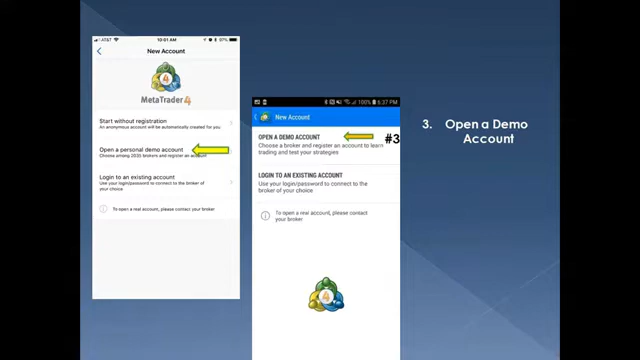 AT&T 10:01 AM 97%
New Account
MetaTrader 4
Start without registration
An anonymous account will be automatically created for you
Open a personal demo account
Choose among 2035 brokers and register an account
Login to an existing account
Use your login/password to connect to the broker of
your choice
To open a real account, please contact your broker
100% 6:37 PM
New Account
OPEN A DEMO ACCOUNT
#3
Choose a broker and register an account to learn
trading and test your strategies
LOGIN TO AN EXISTING ACCOUNT
Use your login/password to connect to the
broker of your choice
To open a real account, please contact
your broker
4
3. Open a Demo
Account